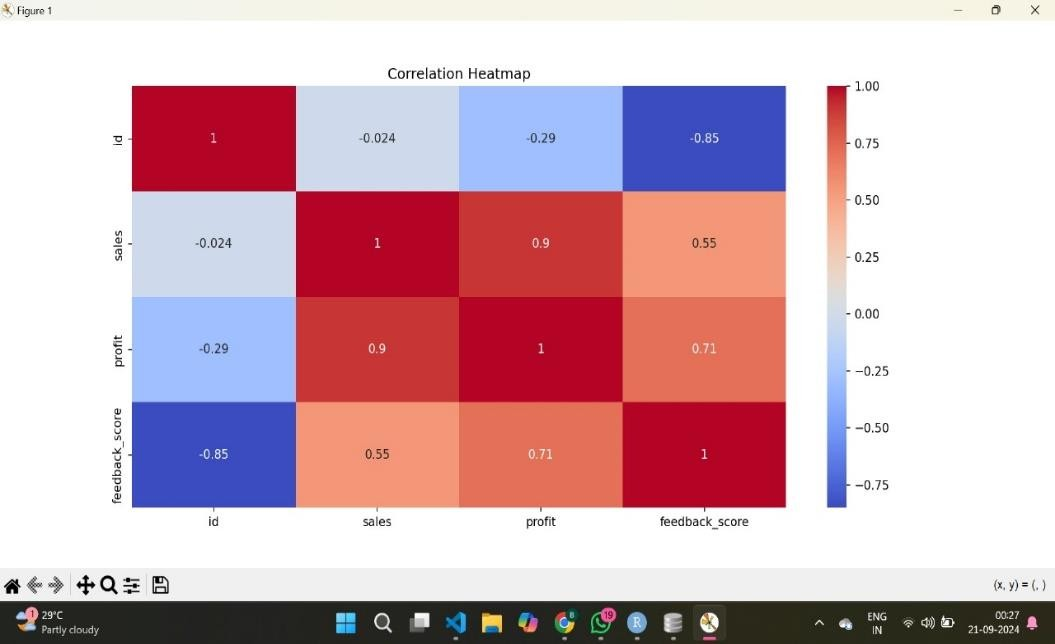 Figure 1
Correlation Heatmap
id 1 -0.024 -0.29 -0.85
sales -0.024 1 0.9 0.55
profit -0.29 0.9 1 0.71
feedback_score -0.85 0.55 0.71 1
id sales profit feedback_score
1.00
0.75
0.50
0.25
0.00
−0.25
−0.50
−0.75
(x, y) = (, )
1 29°C
Partly cloudy
8
19
R
ENG
IN
00:27
21-09-2024